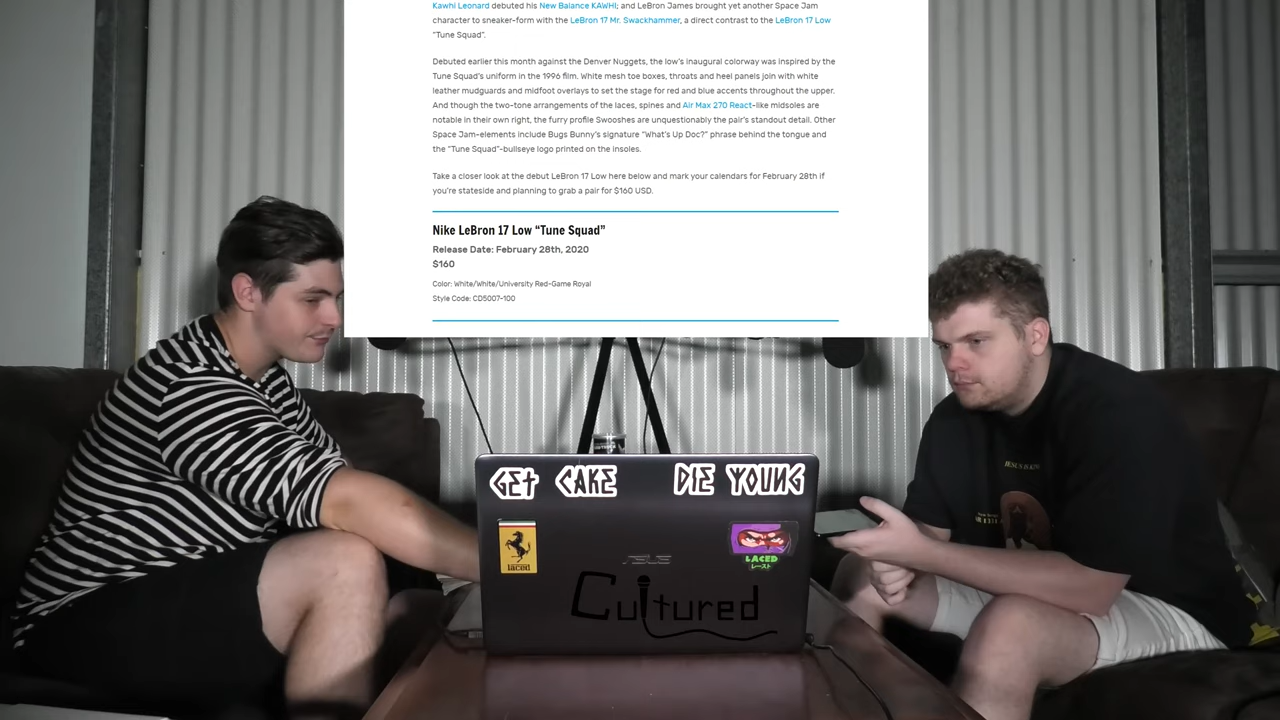 Kawhi Leonard debuted his New Balance KAWHI; and LeBron James brought yet another Space Jam
character to sneaker-form with the LeBron 17 Mr. Swackhammer, a direct contrast to the LeBron 17 Low
"Tune Squad".
Debuted earlier this month against the Denver Nuggets, the low's inaugural colorway was inspired by the
Tune Squad's uniform in the 1996 film. White mesh toe boxes, throats and heel panels join with white
leather mudguards and midfoot overlays to set the stage for red and blue accents throughout the upper.
And though the two-tone arrangements of the laces, spines and Air Max 270 React-like midsoles are
notable in their own right, the furry profile Swooshes are unquestionably the pair's standout detail. Other
Space Jam-elements include Bugs Bunny's signature "What's Up Doc?" phrase behind the tongue and
the "Tune Squad"-bullseye logo printed on the insoles.
Take a closer look at the debut LeBron 17 Low here below and mark your calendars for February 28th if
you're stateside and planning to grab a pair for $160 USD.
Nike LeBron 17 Low “Tune Squad”
Release Date: February 28th, 2020
$160
Color: White/White/University Red-Game Royal
Style Code: CD5007-100
GET CAKE DIE YOUNG
laced
LACED
レースト
ASUS
Cultured
JESUS IS KING